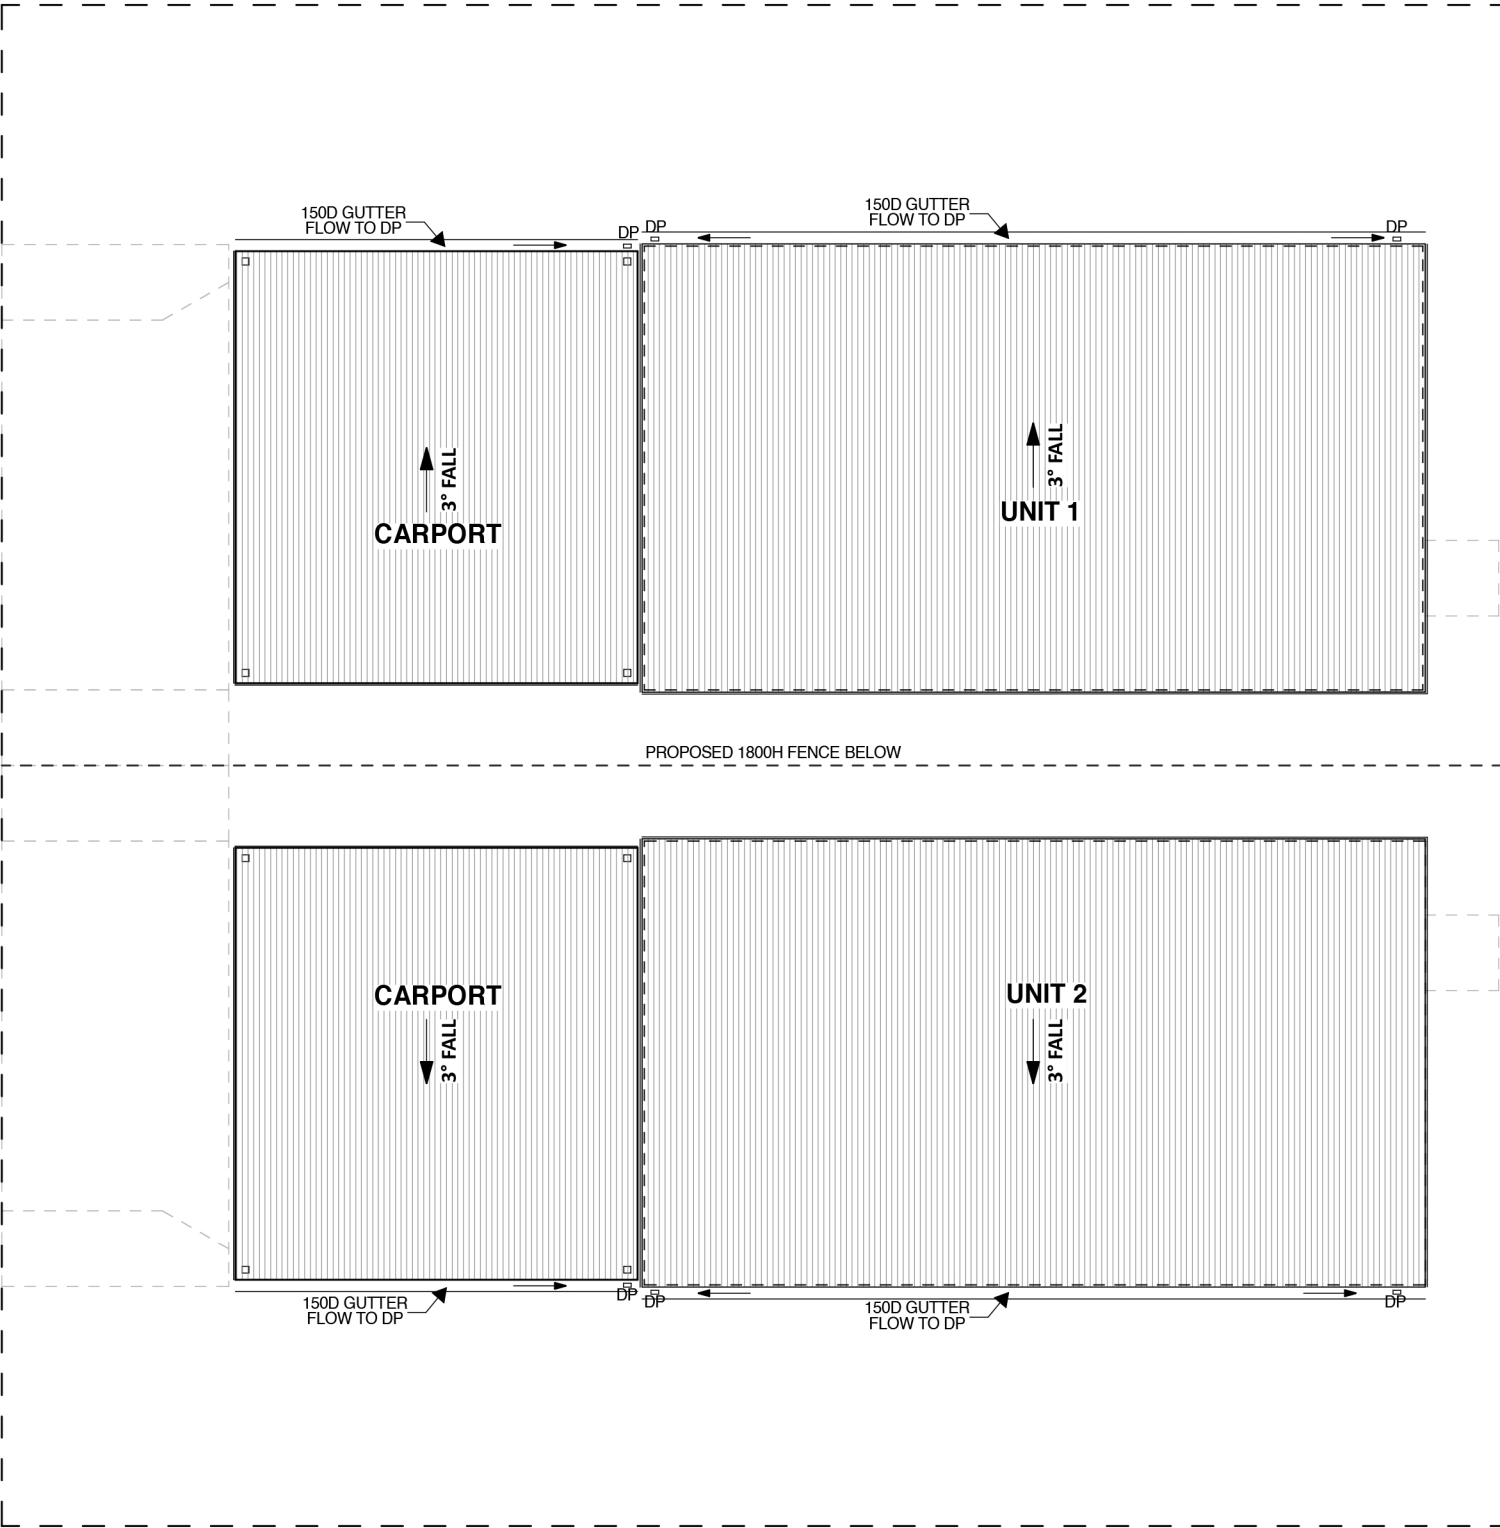 150D GUTTER
FLOW TO DP
DP
DP
150D GUTTER
FLOW TO DP
DP
3° FALL
CARPORT
3° FALL
UNIT 1
PROPOSED 1800H FENCE BELOW
CARPORT
3° FALL
UNIT 2
3° FALL
150D GUTTER
FLOW TO DP
DP
DP
150D GUTTER
FLOW TO DP
DP